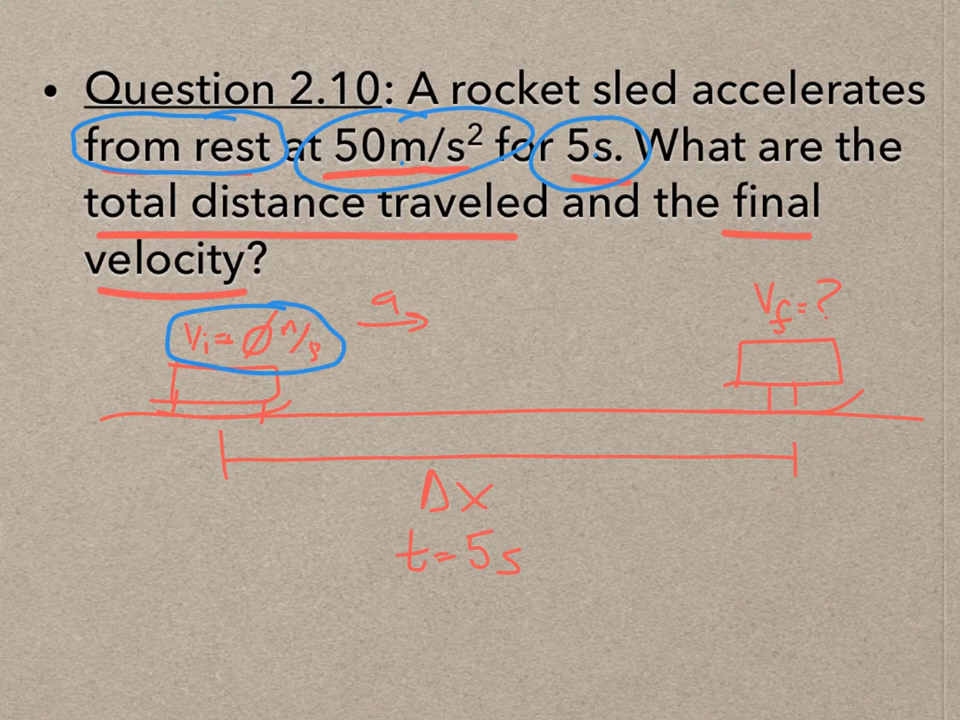 • Question 2.10: A rocket sled accelerates
from rest at 50m/s² for 5s. What are the
total distance traveled and the final
velocity?
a
Vf=?
Vi=∅ m/s
Δx
t=5s